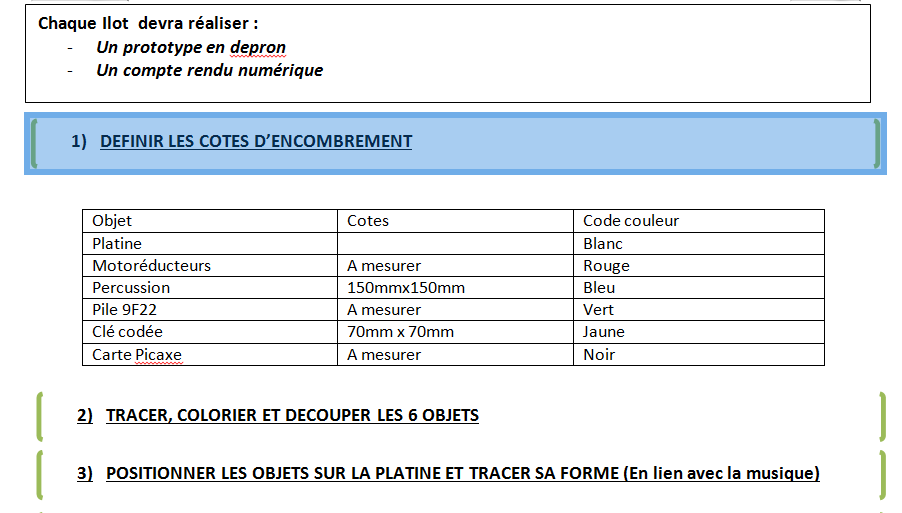 Chaque Ilot devra réaliser :
- Un prototype en depron
- Un compte rendu numérique
1) DEFINIR LES COTES D’ENCOMBREMENT
Objet Cotes Code couleur
Platine Blanc
Motoréducteurs A mesurer Rouge
Percussion 150mmx150mm Bleu
Pile 9F22 A mesurer Vert
Clé codée 70mm x 70mm Jaune
Carte Picaxe A mesurer Noir
2) TRACER, COLORIER ET DECOUPER LES 6 OBJETS
3) POSITIONNER LES OBJETS SUR LA PLATINE ET TRACER SA FORME (En lien avec la musique)